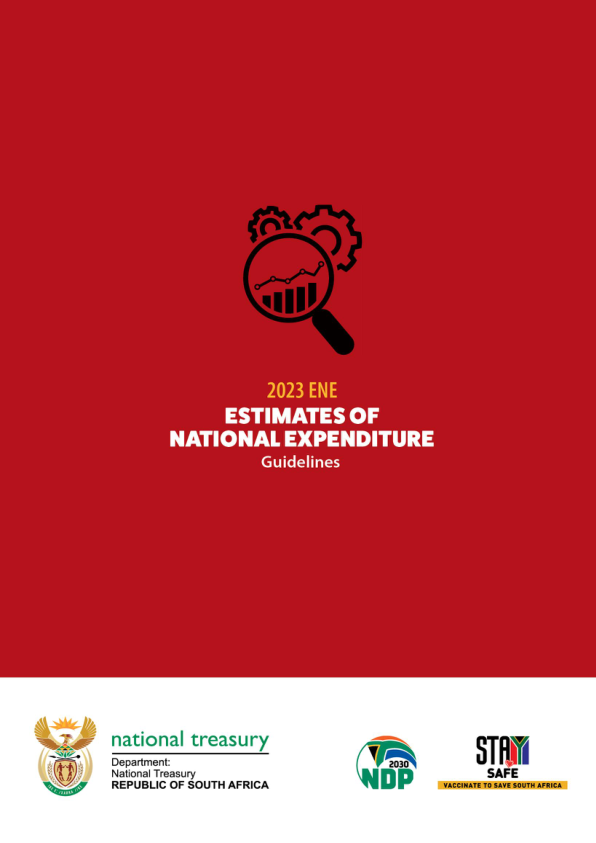 2023 ENE
ESTIMATES OF
NATIONAL EXPENDITURE
Guidelines
national treasury
Department:
National Treasury
REPUBLIC OF SOUTH AFRICA
2030
NDP
STAY
SAFE
VACCINATE TO SAVE SOUTH AFRICA